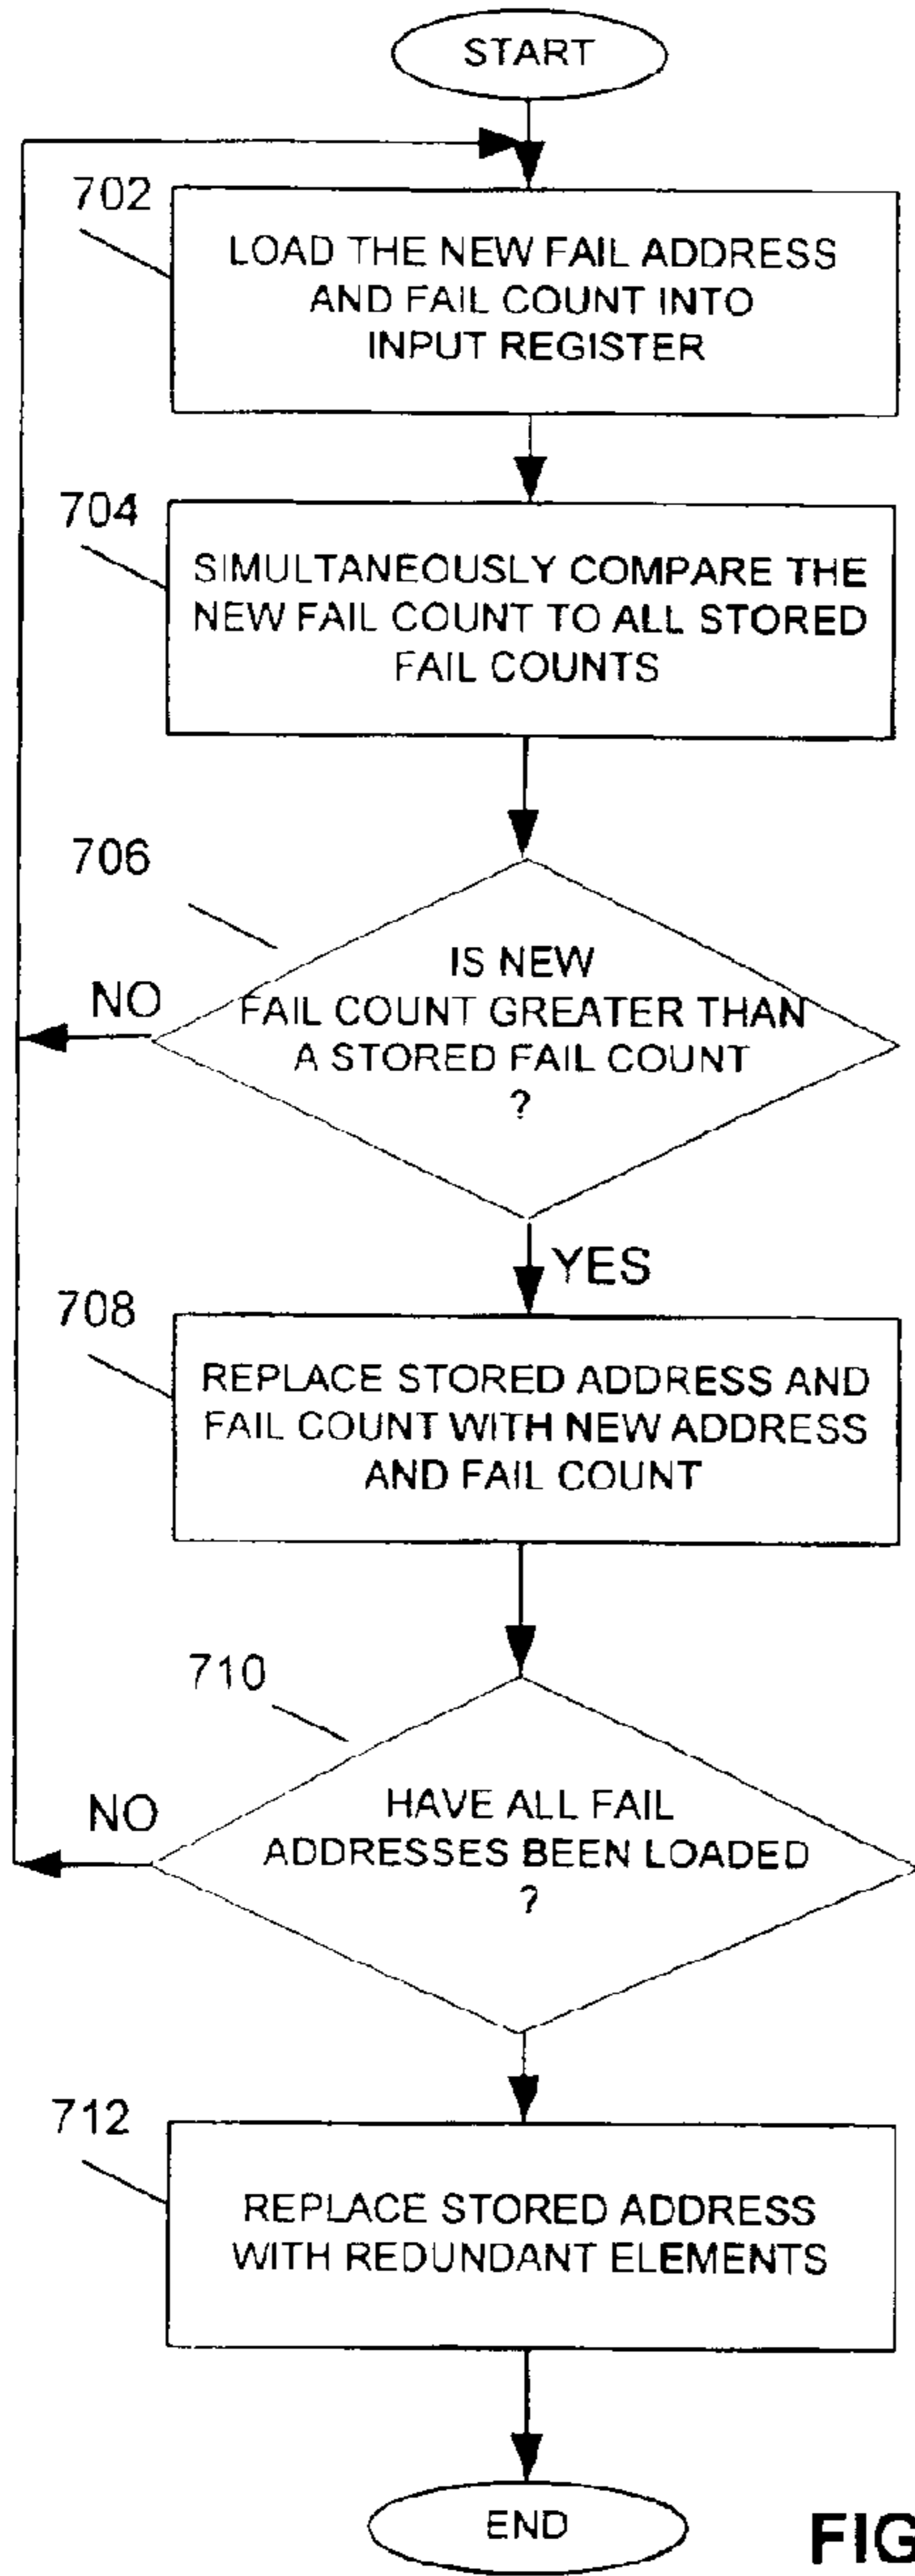 START
702
LOAD THE NEW FAIL ADDRESS
AND FAIL COUNT INTO
INPUT REGISTER
704
SIMULTANEOUSLY COMPARE THE
NEW FAIL COUNT TO ALL STORED
FAIL COUNTS
706
IS NEW
FAIL COUNT GREATER THAN
A STORED FAIL COUNT
?
NO
YES
708
REPLACE STORED ADDRESS AND
FAIL COUNT WITH NEW ADDRESS
AND FAIL COUNT
710
HAVE ALL FAIL
ADDRESSES BEEN LOADED
?
NO
712
REPLACE STORED ADDRESS
WITH REDUNDANT ELEMENTS
END
FIG